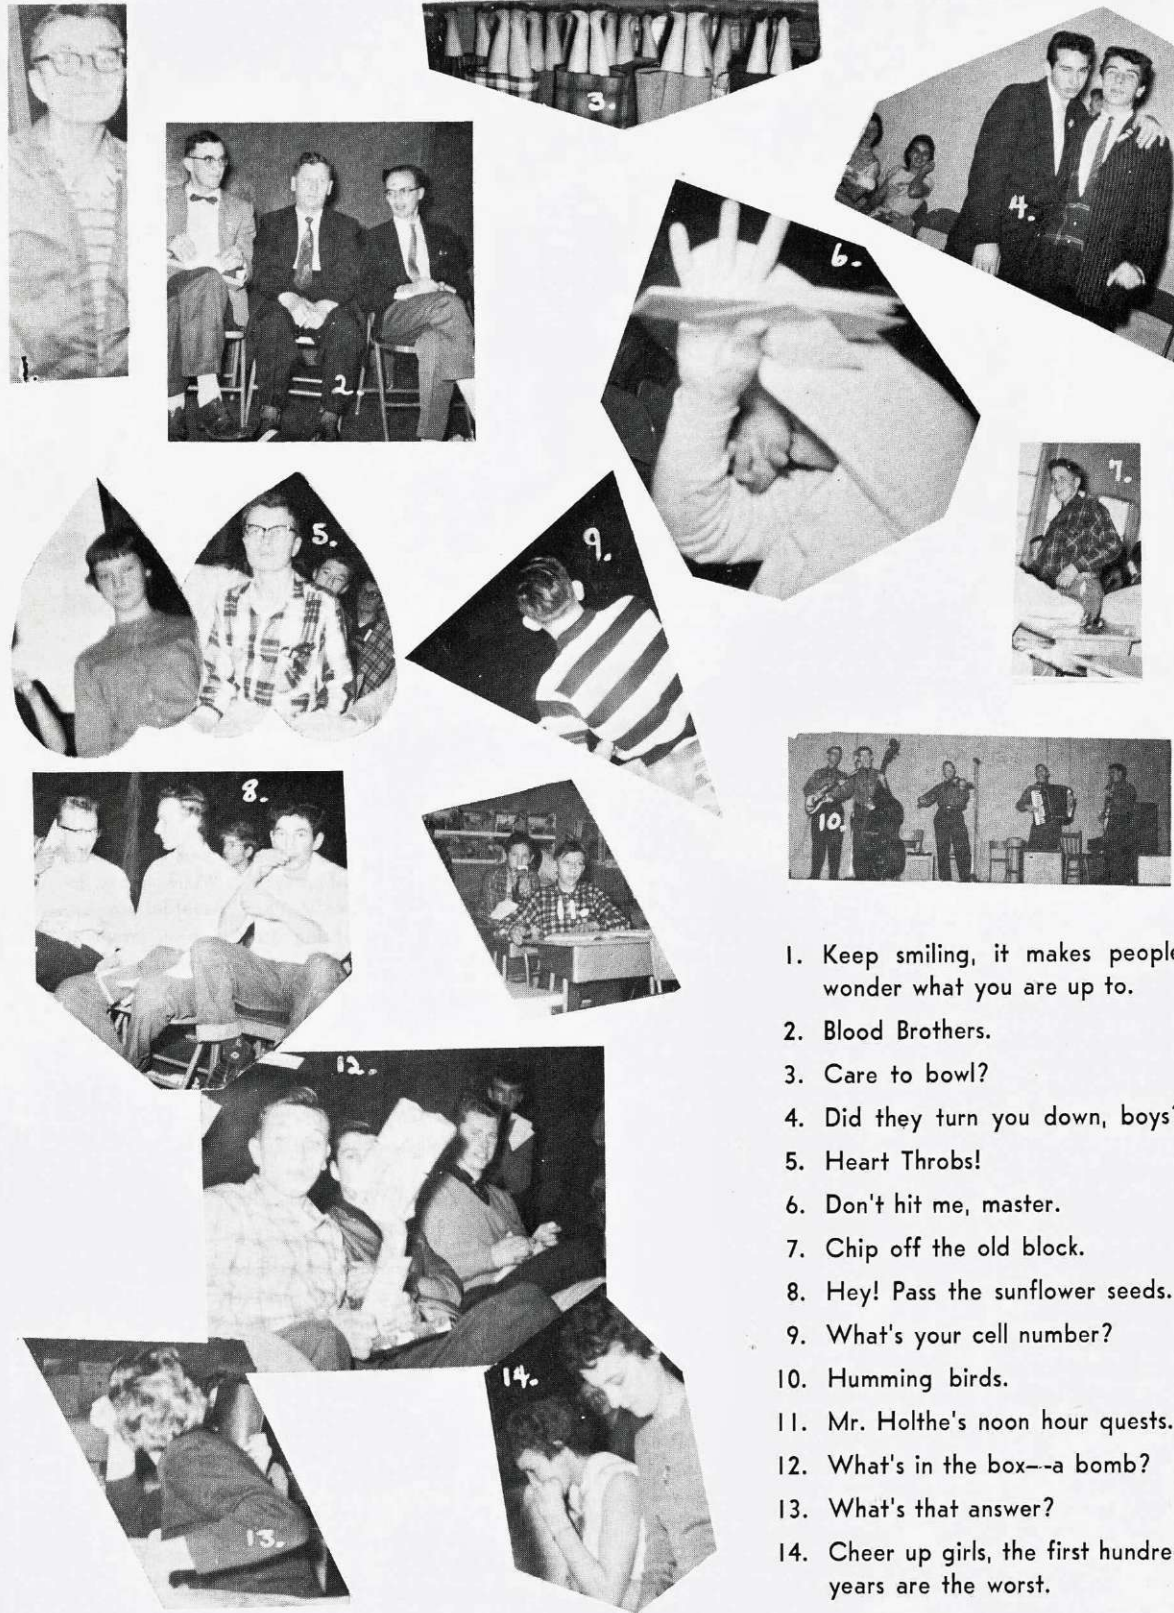 1.
2.
3.
4.
5.
6.
7.
8.
9.
10.
11.
12.
13.
14.
1. Keep smiling, it makes people
wonder what you are up to.
2. Blood Brothers.
3. Care to bowl?
4. Did they turn you down, boys?
5. Heart Throbs!
6. Don't hit me, master.
7. Chip off the old block.
8. Hey! Pass the sunflower seeds.
9. What's your cell number?
10. Humming birds.
11. Mr. Holthe's noon hour quests.
12. What's in the box--a bomb?
13. What's that answer?
14. Cheer up girls, the first hundre
years are the worst.